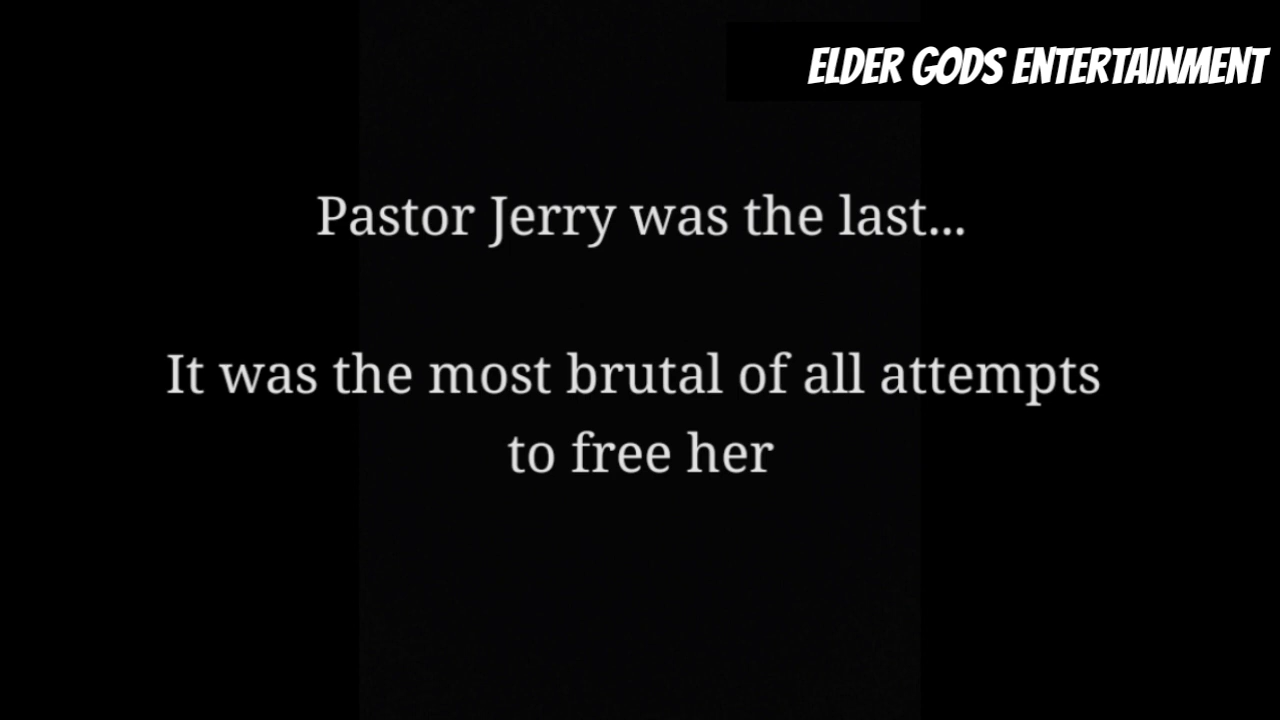 ELDER GODS ENTERTAINMENT
Pastor Jerry was the last...
It was the most brutal of all attempts
to free her